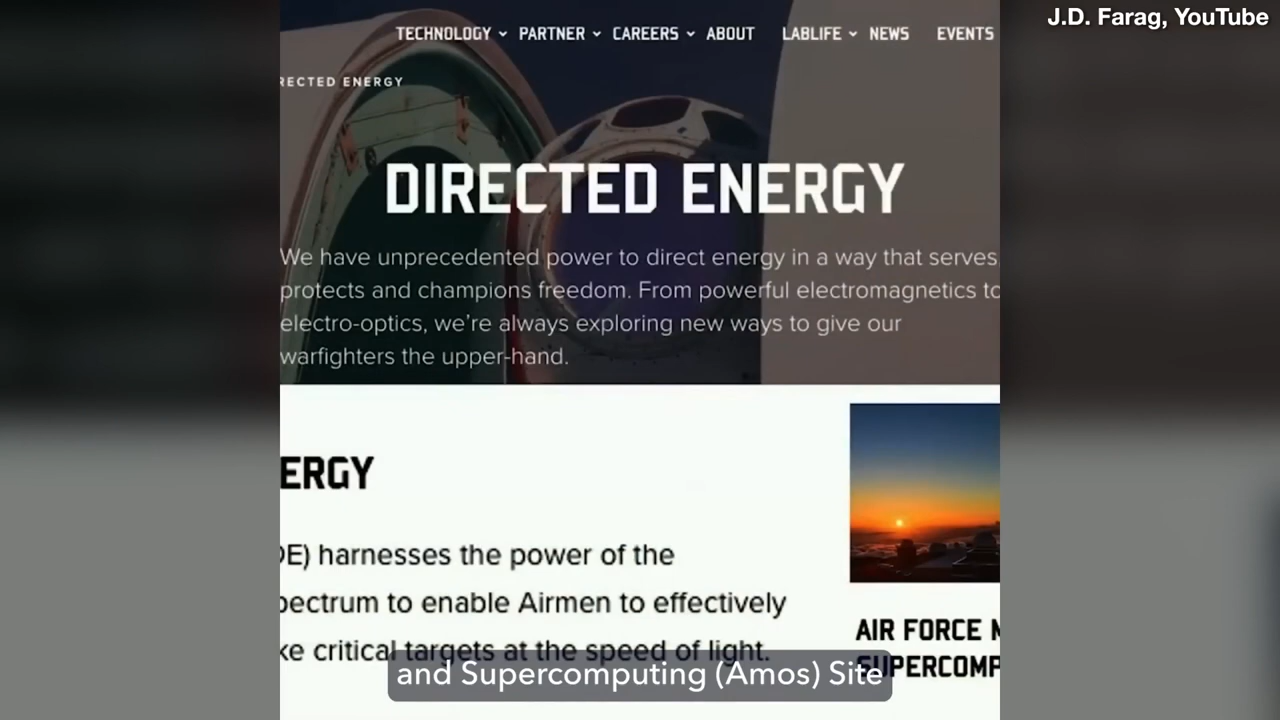 J.D. Farag, YouTube
TECHNOLOGY PARTNER CAREERS ABOUT LABLIFE NEWS EVENTS
RECTED ENERGY
DIRECTED ENERGY
We have unprecedented power to direct energy in a way that serves,
protects and champions freedom. From powerful electromagnetics to
electro-optics, we’re always exploring new ways to give our
warfighters the upper-hand.
ERGY
DE) harnesses the power of the
pectrum to enable Airmen to effectively
ke critical targets at the speed of light.
AIR FORCE M
SUPERCOMP
and Supercomputing (Amos) Site